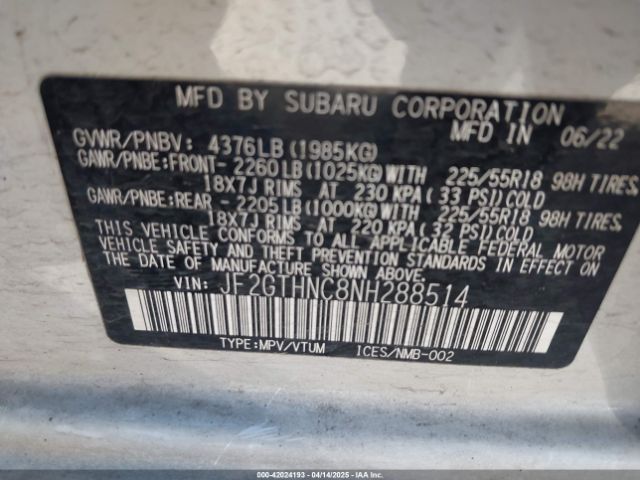 MFD BY SUBARU CORPORATION
MFD IN 06/22
GVWR/PNBV: 4376LB (1985KG)
GAWR/PNBE:FRONT-2260LB(1025KG)WITH 225/55R18 98H TIRES
18X7J RIMS AT 230 KPA( 33 PSI)COLD
GAWR/PNBE:REAR -2205LB(1000KG)WITH 225/55R18 98H TIRES,
18X7J RIMS AT 220 KPA( 32 PSI)COLD
THIS VEHICLE CONFORMS TO ALL APPLICABLE FEDERAL MOTOR
VEHICLE SAFETY AND THEFT PREVENTION STANDARDS IN EFFECT ON
THE DATE OF MANUFACTURE SHOWN ABOVE.
VIN: JF2GTHNC8NH288514
TYPE:MPV/VTUM ICES/NMB-002
000-42024193 - 04/14/2025 - IAAI.COM